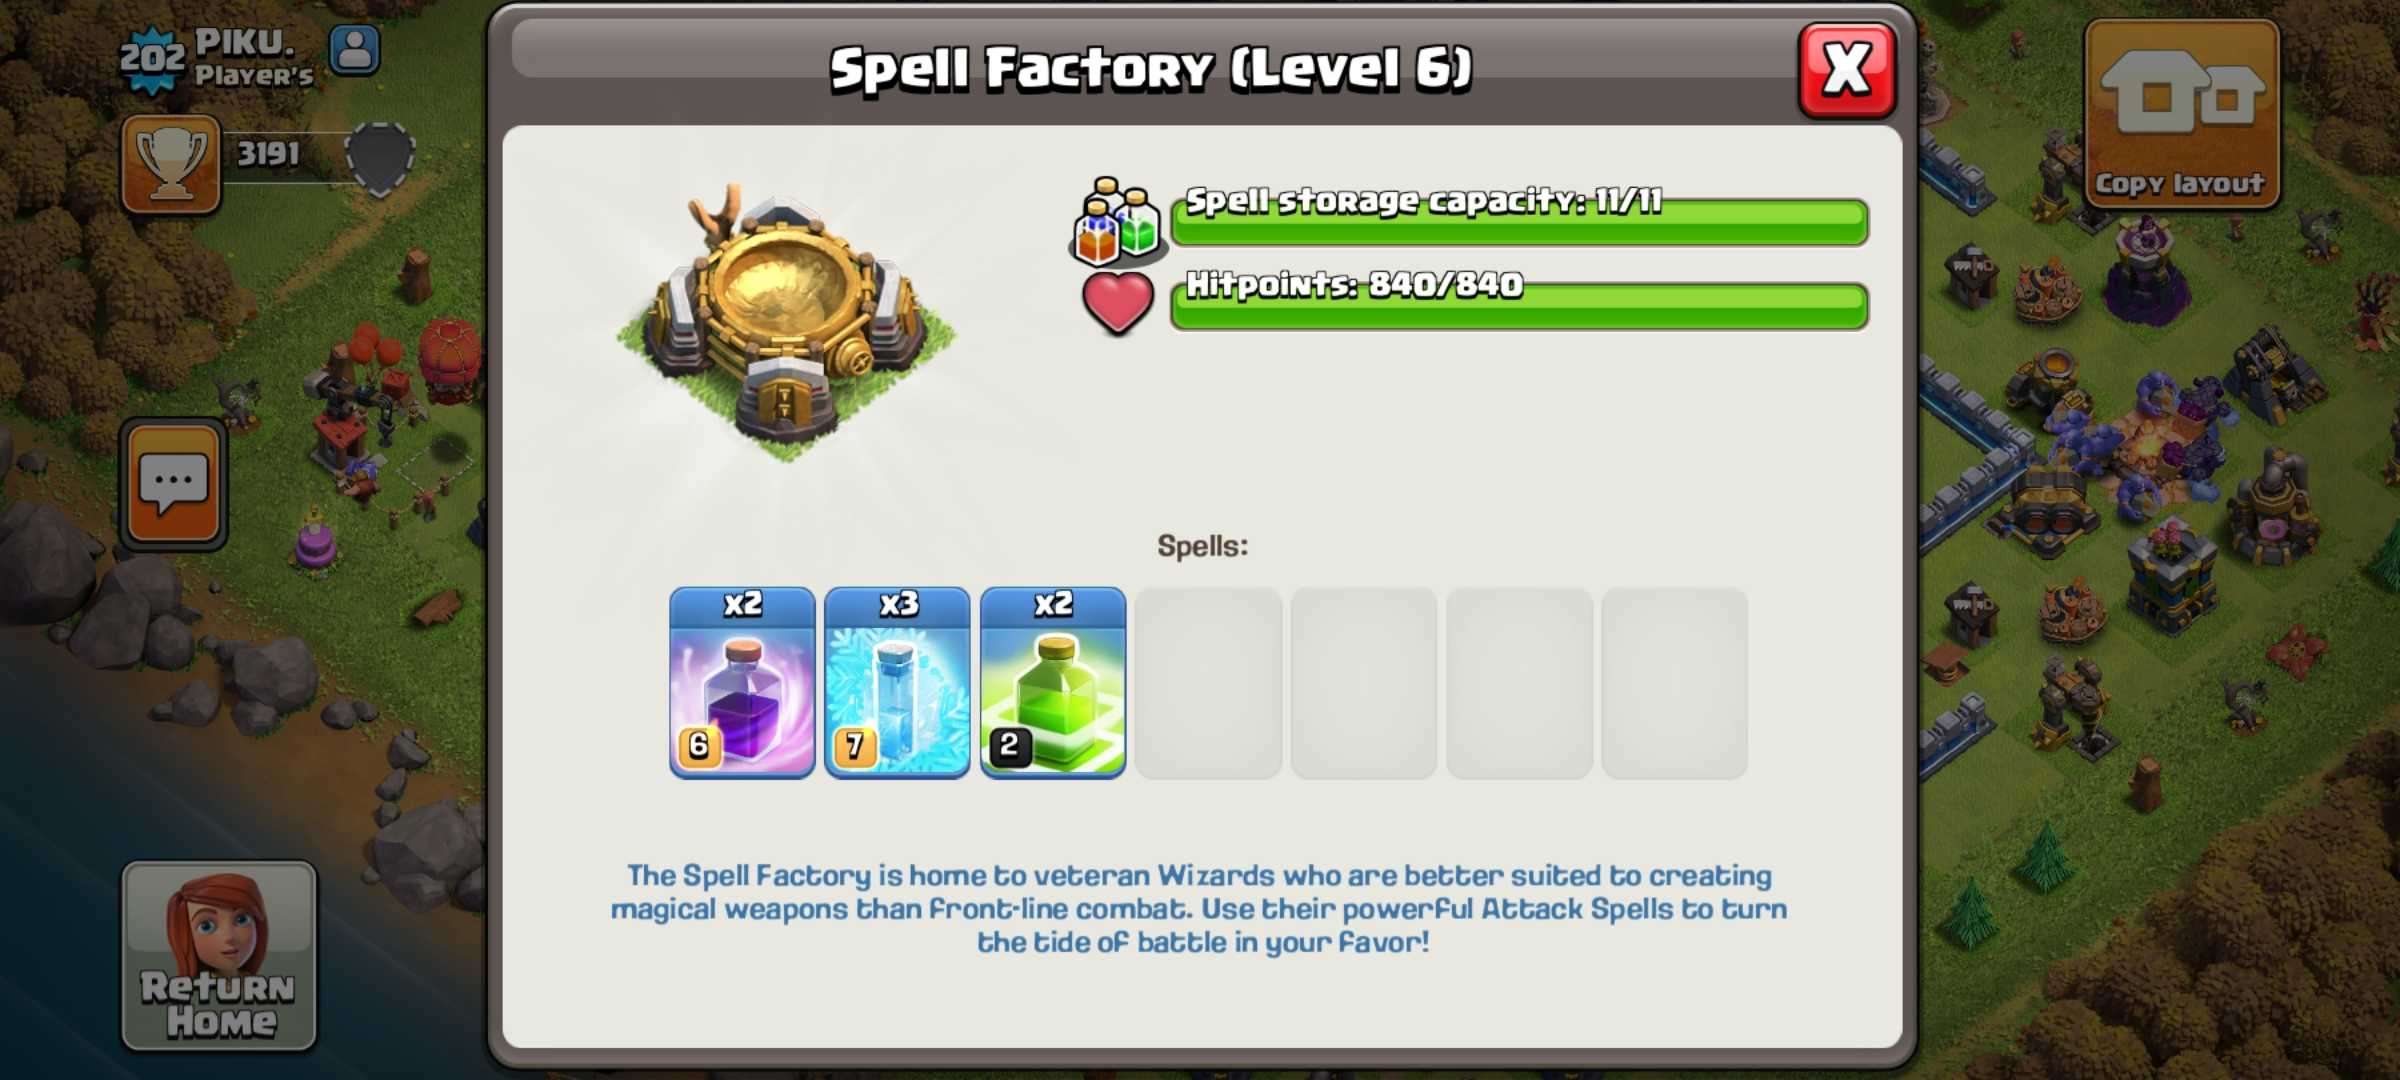 202
PIKU.
Player's
3191
Spell Factory (Level 6)
X
Copy layout
Spell storage capacity: 11/11
Hitpoints: 840/840
Spells:
x2
x3
x2
6
7
2
The Spell Factory is home to veteran Wizards who are better suited to creating
magical weapons than front-line combat. Use their powerful Attack Spells to turn
the tide of battle in your favor!
Return
Home